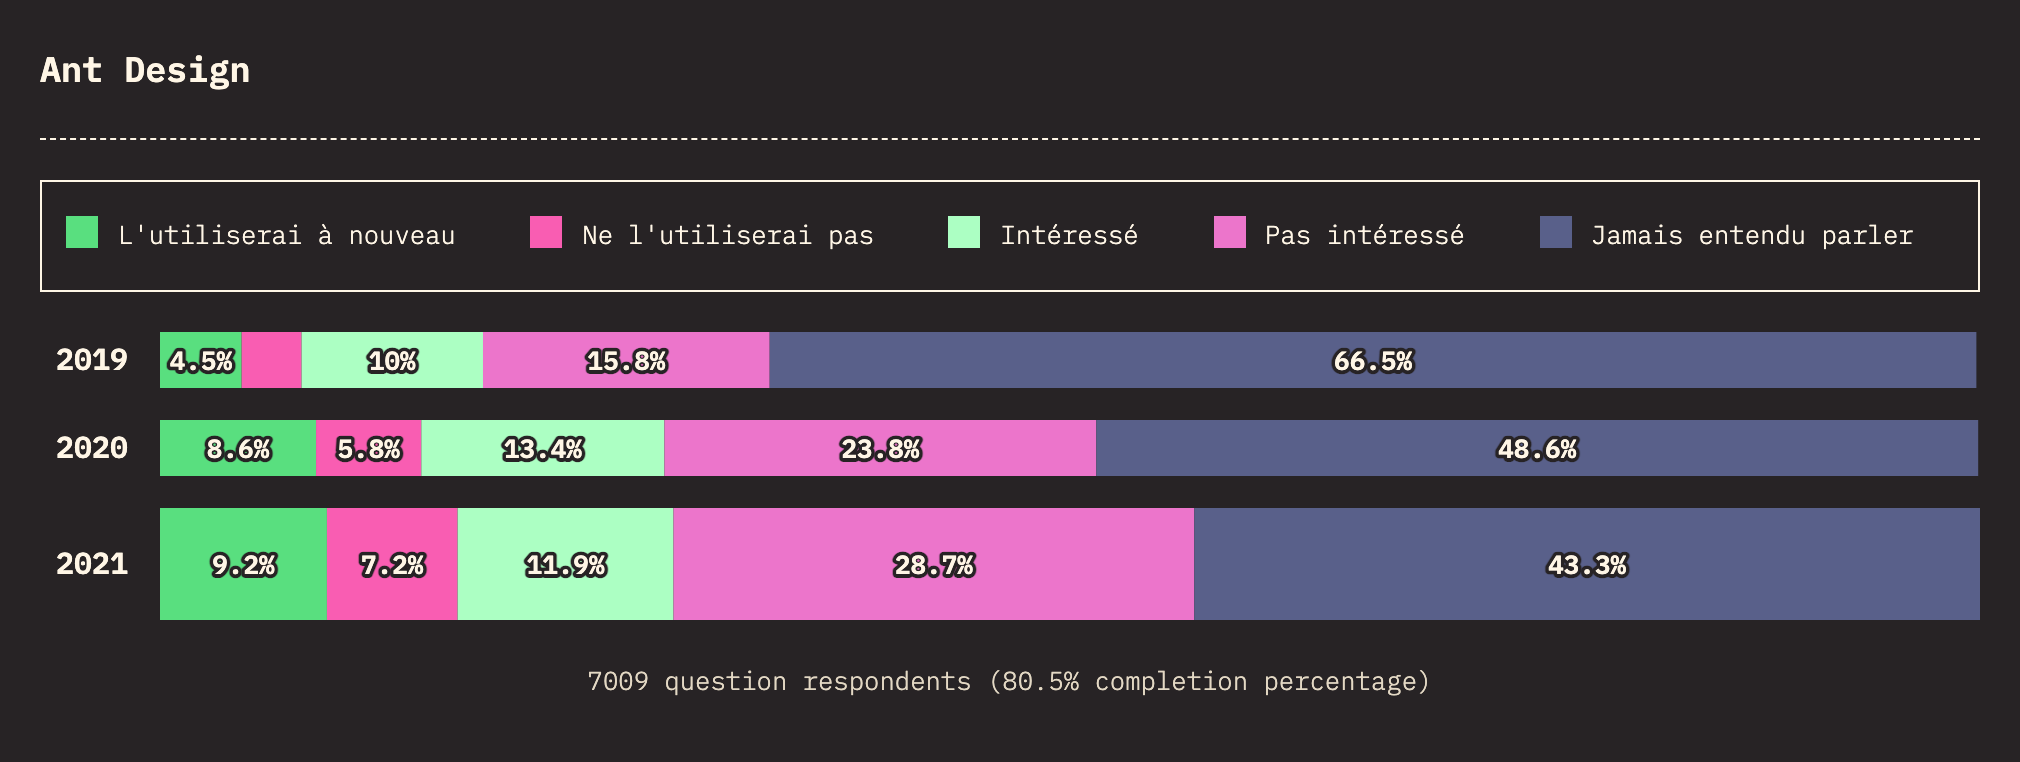 Ant Design
L'utiliserai à nouveau Ne l'utiliserai pas Intéressé Pas intéressé Jamais entendu parler
2019 4.5% 10% 15.8% 66.5%
2020 8.6% 5.8% 13.4% 23.8% 48.6%
2021 9.2% 7.2% 11.9% 28.7% 43.3%
7009 question respondents (80.5% completion percentage)